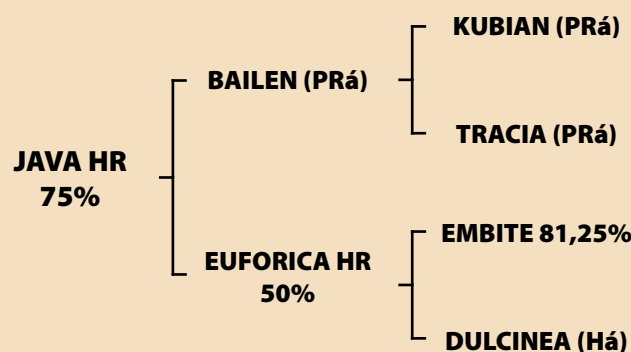 KUBIAN (PRá)
BAILEN (PRá)
TRACIA (PRá)
JAVA HR
75%
EMBITE 81,25%
EUFORICA HR
50%
DULCINEA (Há)